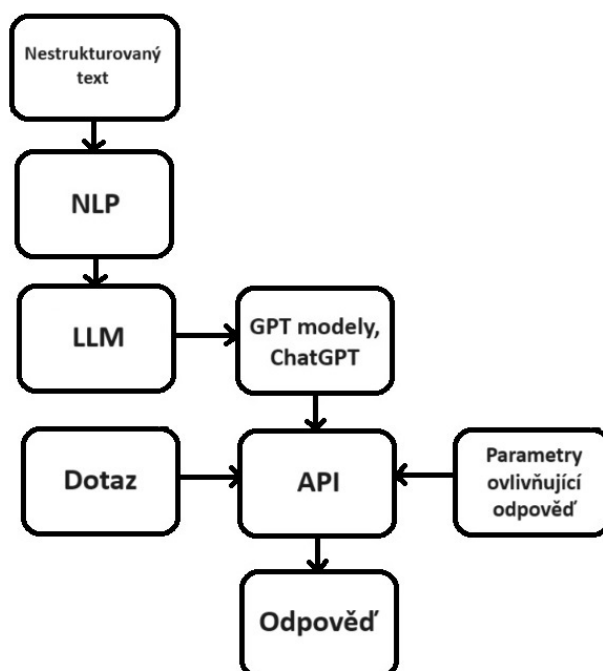 Nestrukturovaný
text
NLP
LLM
GPT modely,
ChatGPT
Dotaz
API
Parametry
ovlivňující
odpověď
Odpověď